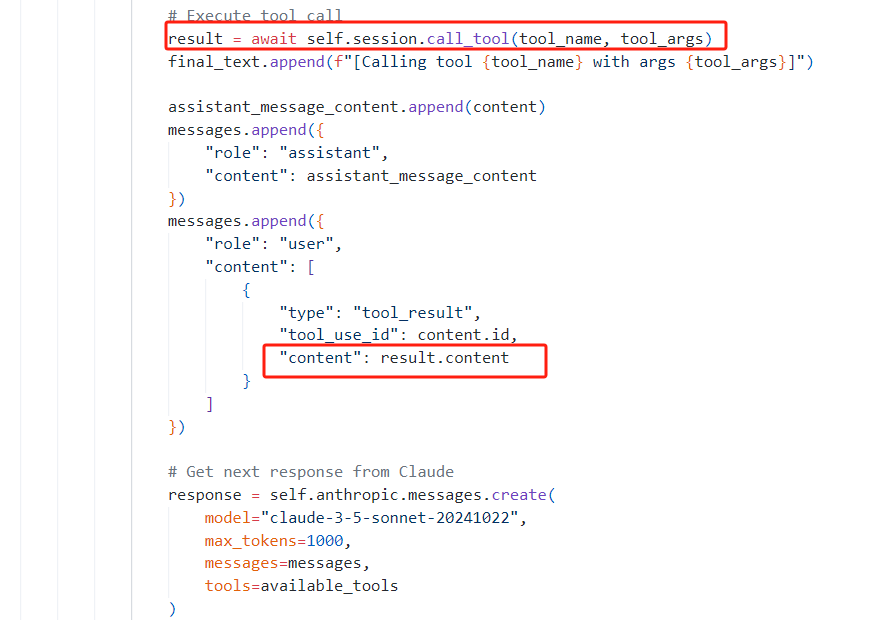 # Execute tool call
result = await self.session.call_tool(tool_name, tool_args)
final_text.append(f"[Calling tool {tool_name} with args {tool_args}]")
assistant_message_content.append(content)
messages.append({
"role": "assistant",
"content": assistant_message_content
})
messages.append({
"role": "user",
"content": [
{
"type": "tool_result",
"tool_use_id": content.id,
"content": result.content
}
]
})
# Get next response from Claude
response = self.anthropic.messages.create(
model="claude-3-5-sonnet-20241022",
max_tokens=1000,
messages=messages,
tools=available_tools
)